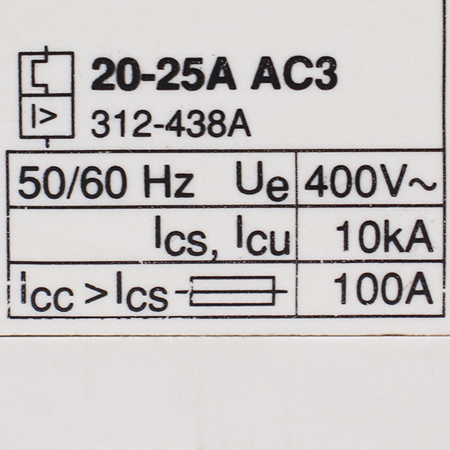 20-25A AC3
I> 312-438A
50/60 Hz Ue 400V~
Ics, Icu 10kA
Icc >Ics 100A